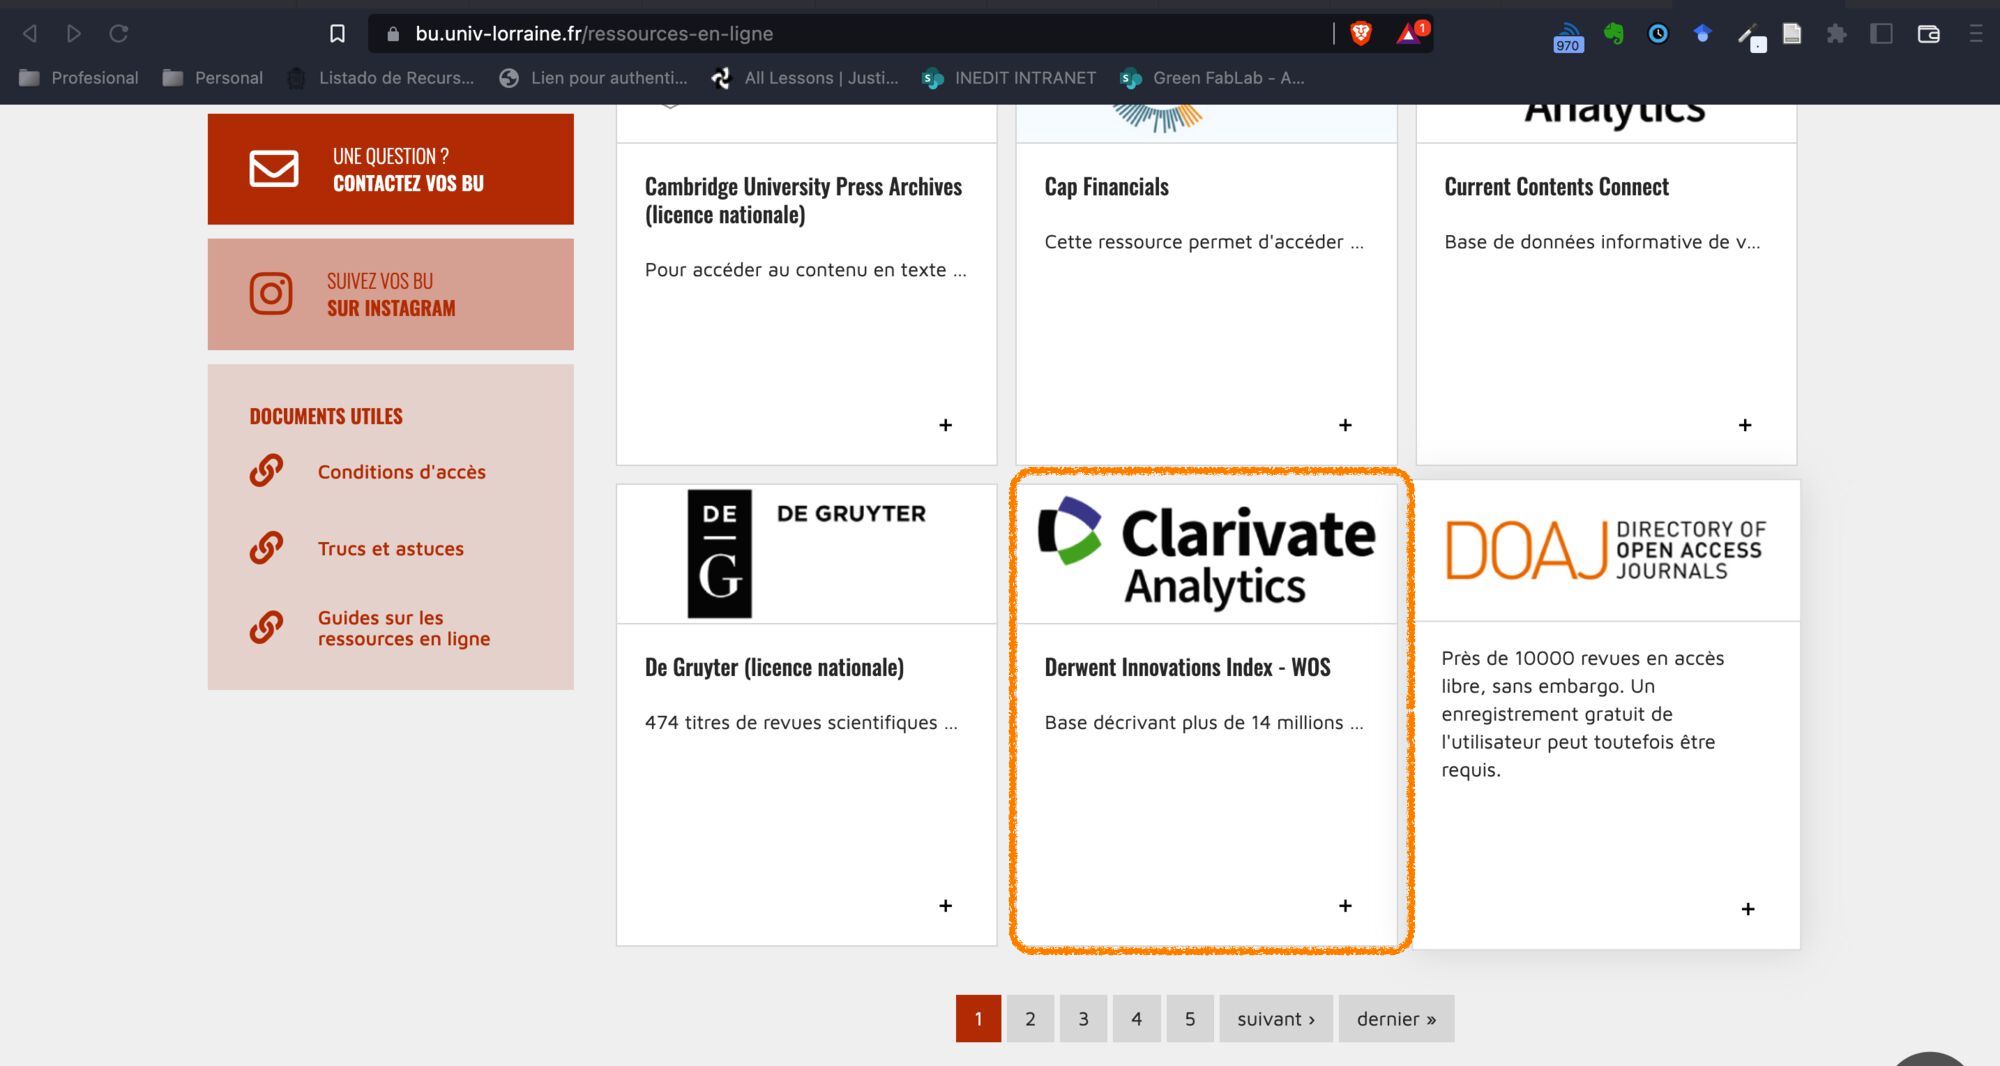 bu.univ-lorraine.fr/ressources-en-ligne
1
970
Profesional
Personal
Listado de Recurs...
Lien pour authenti...
All Lessons | Justi...
INEDIT INTRANET
Green FabLab - A...
UNE QUESTION ?
CONTACTEZ VOS BU
SUIVEZ VOS BU
SUR INSTAGRAM
DOCUMENTS UTILES
Conditions d'accès
Trucs et astuces
Guides sur les
ressources en ligne
Analytics
Cambridge University Press Archives
(licence nationale)
Pour accéder au contenu en texte ...
+
Cap Financials
Cette ressource permet d'accéder ...
+
Current Contents Connect
Base de données informative de v...
+
DE
G
DE GRUYTER
De Gruyter (licence nationale)
474 titres de revues scientifiques ...
+
Clarivate
Analytics
Derwent Innovations Index - WOS
Base décrivant plus de 14 millions ...
+
DOAJ
DIRECTORY OF
OPEN ACCESS
JOURNALS
Près de 10000 revues en accès
libre, sans embargo. Un
enregistrement gratuit de
l'utilisateur peut toutefois être
requis.
+
1 2 3 4 5 suivant › dernier »